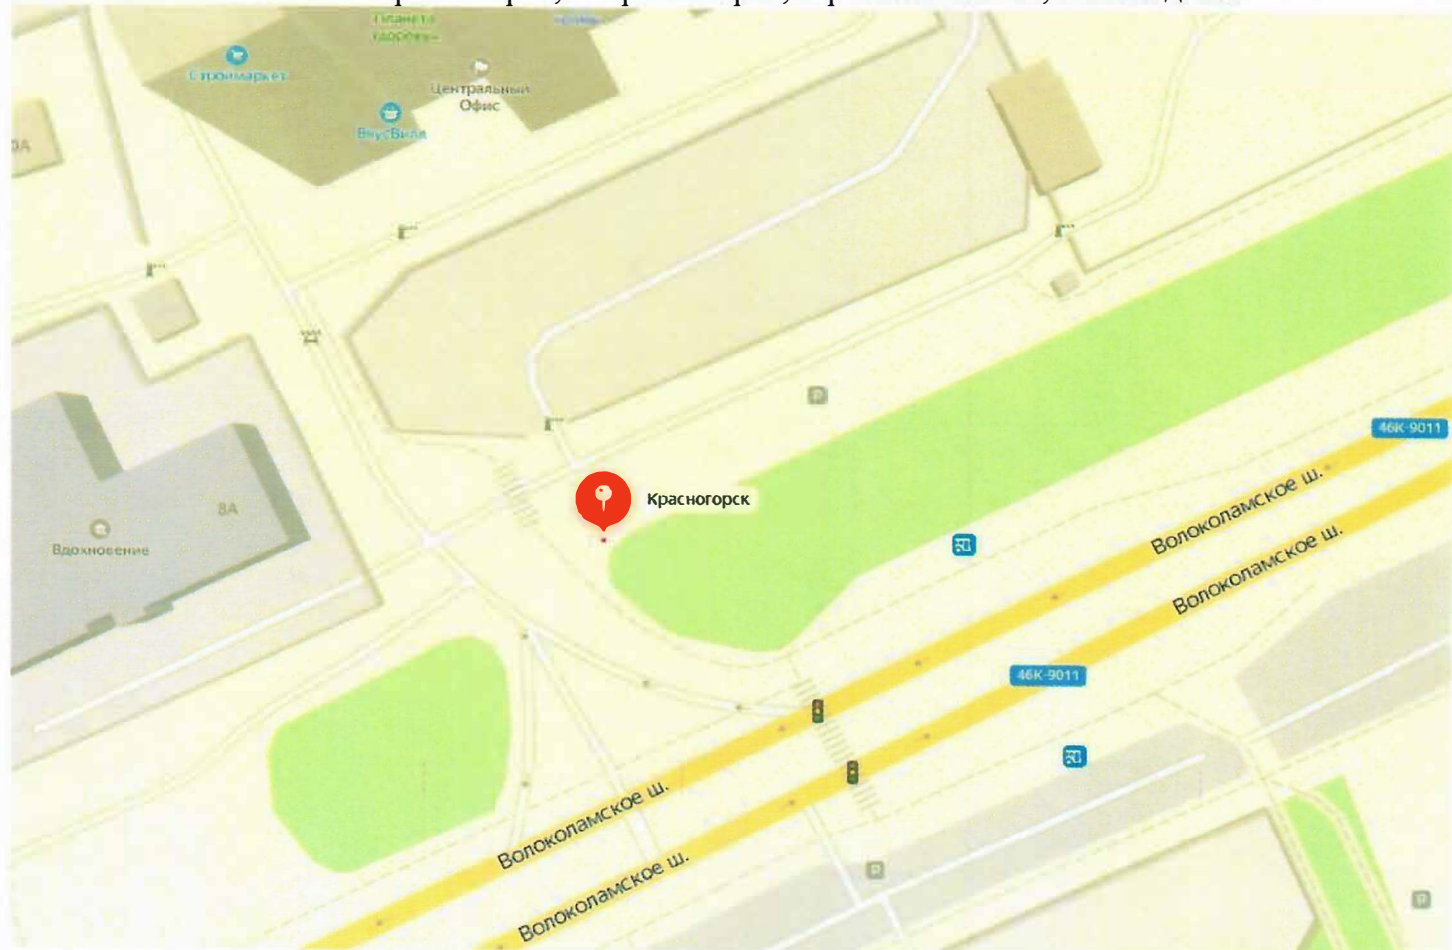 Планета
здоровья
Строймаркет
Центральный
Офис
ВкусВилл
46К-9011
Красногорск
8А
Вдохновение
Волоколамское ш.
Волоколамское ш.
46К-9011
Волоколамское ш.
Волоколамское ш.